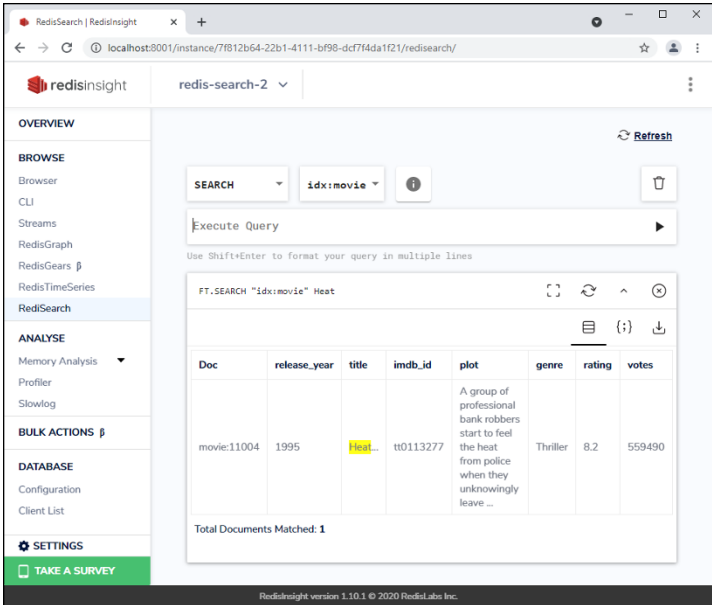 RedisSearch | RedisInsight
localhost:8001/instance/7f812b64-22b1-4111-bf98-dcf7f4da1f21/redisearch/
redisinsight
redis-search-2
OVERVIEW
Refresh
BROWSE
Browser
CLI
Streams
RedisGraph
RedisGears β
RedisTimeSeries
RediSearch
ANALYSE
Memory Analysis
Profiler
Slowlog
BULK ACTIONS β
DATABASE
Configuration
Client List
SETTINGS
TAKE A SURVEY
SEARCH
idx:movie
Execute Query
Use Shift+Enter to format your query in multiple lines
FT.SEARCH "idx:movie" Heat
{;}
Doc release_year title imdb_id plot genre rating votes
movie:11004 1995 Heat... tt0113277
A group of
professional
bank robbers
start to feel
the heat
from police
when they
unknowingly
leave ...
Thriller 8.2 559490
Total Documents Matched: 1
RedisInsight version 1.10.1 © 2020 RedisLabs Inc.